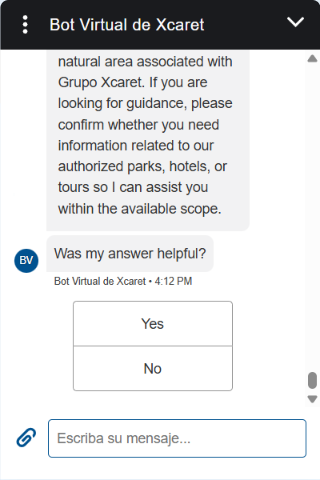 Bot Virtual de Xcaret
natural area associated with
Grupo Xcaret. If you are
looking for guidance, please
confirm whether you need
information related to our
authorized parks, hotels, or
tours so I can assist you
within the available scope.
Was my answer helpful?
BV
Bot Virtual de Xcaret • 4:12 PM
Yes
No
Escriba su mensaje...